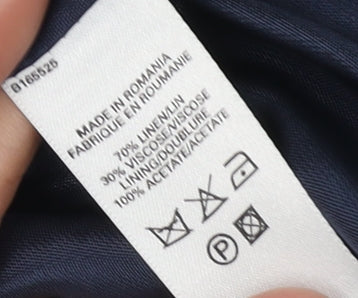 B165525
MADE IN ROMANIA
FABRIQUE EN ROUMANIE
70% LINEN/LIN
30% VISCOSE/VISCOSE
LINING/DOUBLURE
100% ACETATE/ACETATE
P